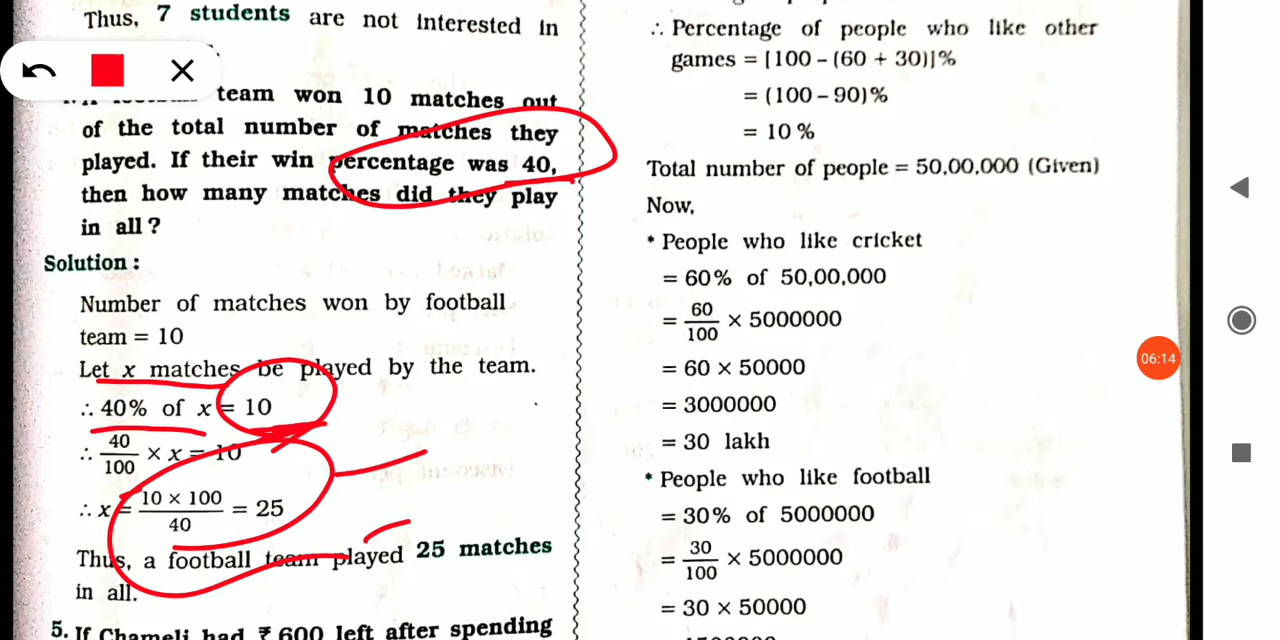 Thus, 7 students are not interested in
team won 10 matches out
of the total number of matches they
played. If their win percentage was 40,
then how many matches did they play
in all ?
Solution :
Number of matches won by football
team = 10
Let x matches be played by the team.
∴ 40% of x = 10
∴ 40/100 × x = 10
∴ x = 10 × 100/40 = 25
Thus, a football team played 25 matches
in all.
5. If Chameli had ₹ 600 left after spending
∴ Percentage of people who like other
games = [100 – (60 + 30)]%
= (100 – 90)%
= 10 %
Total number of people = 50,00,000 (Given)
Now,
* People who like cricket
= 60% of 50,00,000
= 60/100 × 5000000
= 60 × 50000
= 3000000
= 30 lakh
* People who like football
= 30% of 5000000
= 30/100 × 5000000
= 30 × 50000
06:14